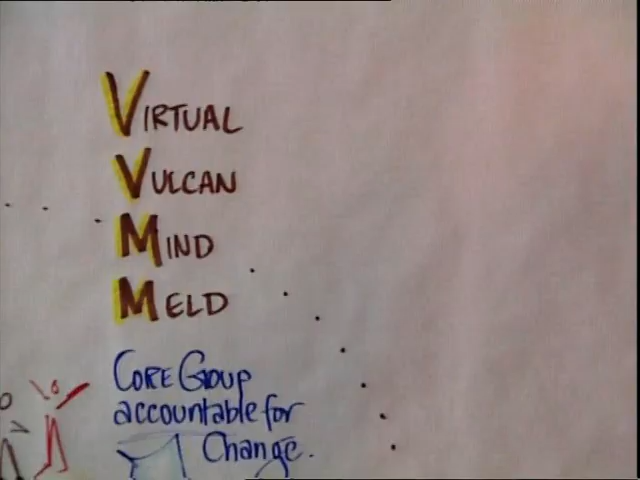 VIRTUAL
VULCAN
MIND
MELD
CORE GROUP
accountable for
Change.